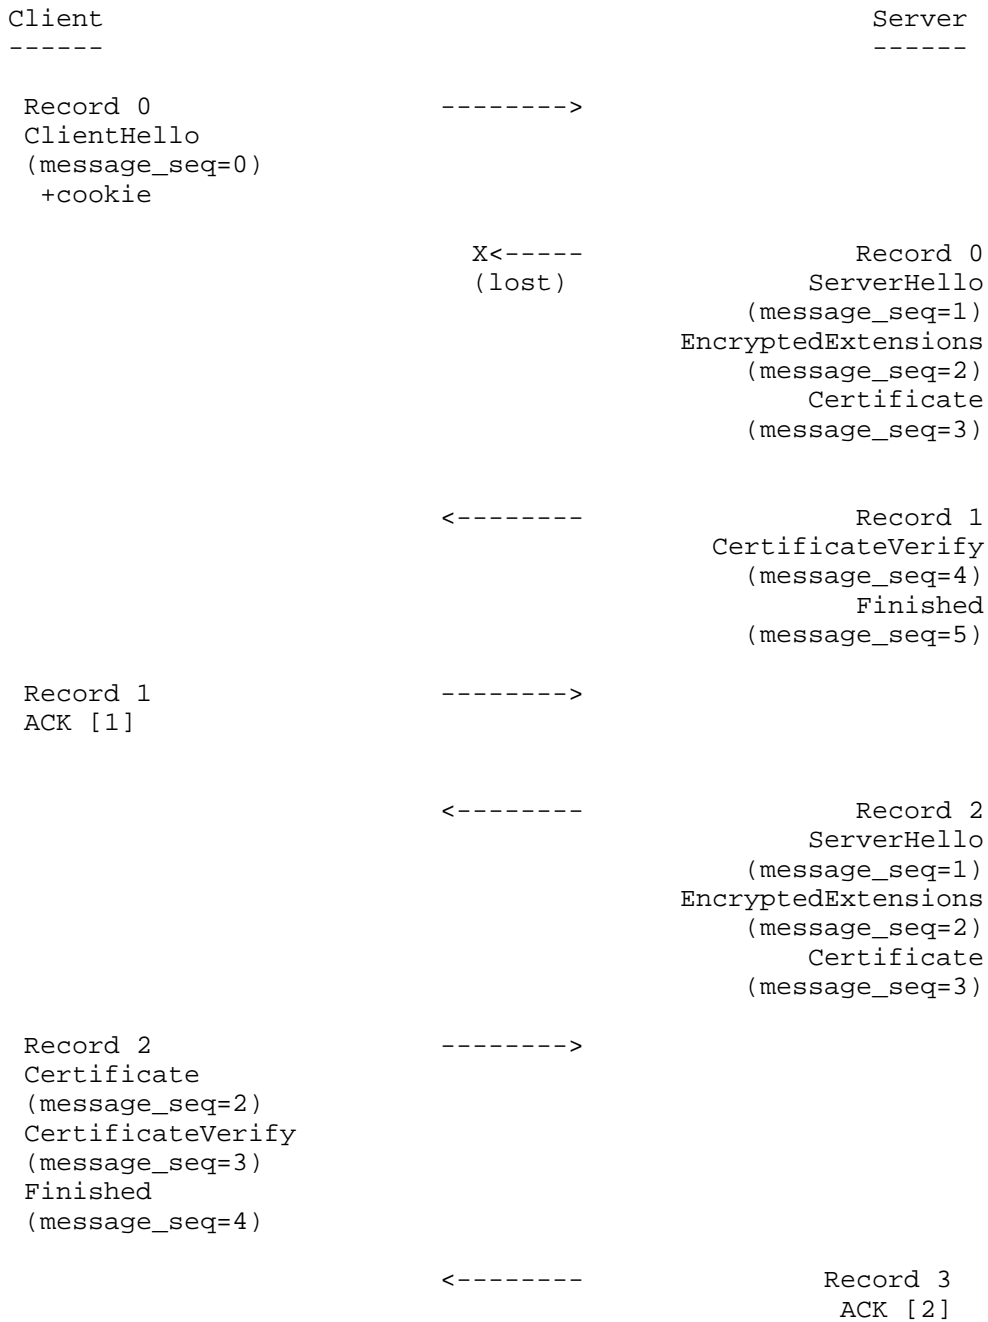 Client                                                Server
------                                                ------
Record 0                  -------->
ClientHello
(message_seq=0)
+cookie
X<-----                 Record 0
(lost)               ServerHello
(message_seq=1)
EncryptedExtensions
(message_seq=2)
Certificate
(message_seq=3)
<--------                 Record 1
CertificateVerify
(message_seq=4)
Finished
(message_seq=5)
Record 1                  -------->
ACK [1]
<--------                 Record 2
ServerHello
(message_seq=1)
EncryptedExtensions
(message_seq=2)
Certificate
(message_seq=3)
Record 2                  -------->
Certificate
(message_seq=2)
CertificateVerify
(message_seq=3)
Finished
(message_seq=4)
<--------               Record 3
ACK [2]